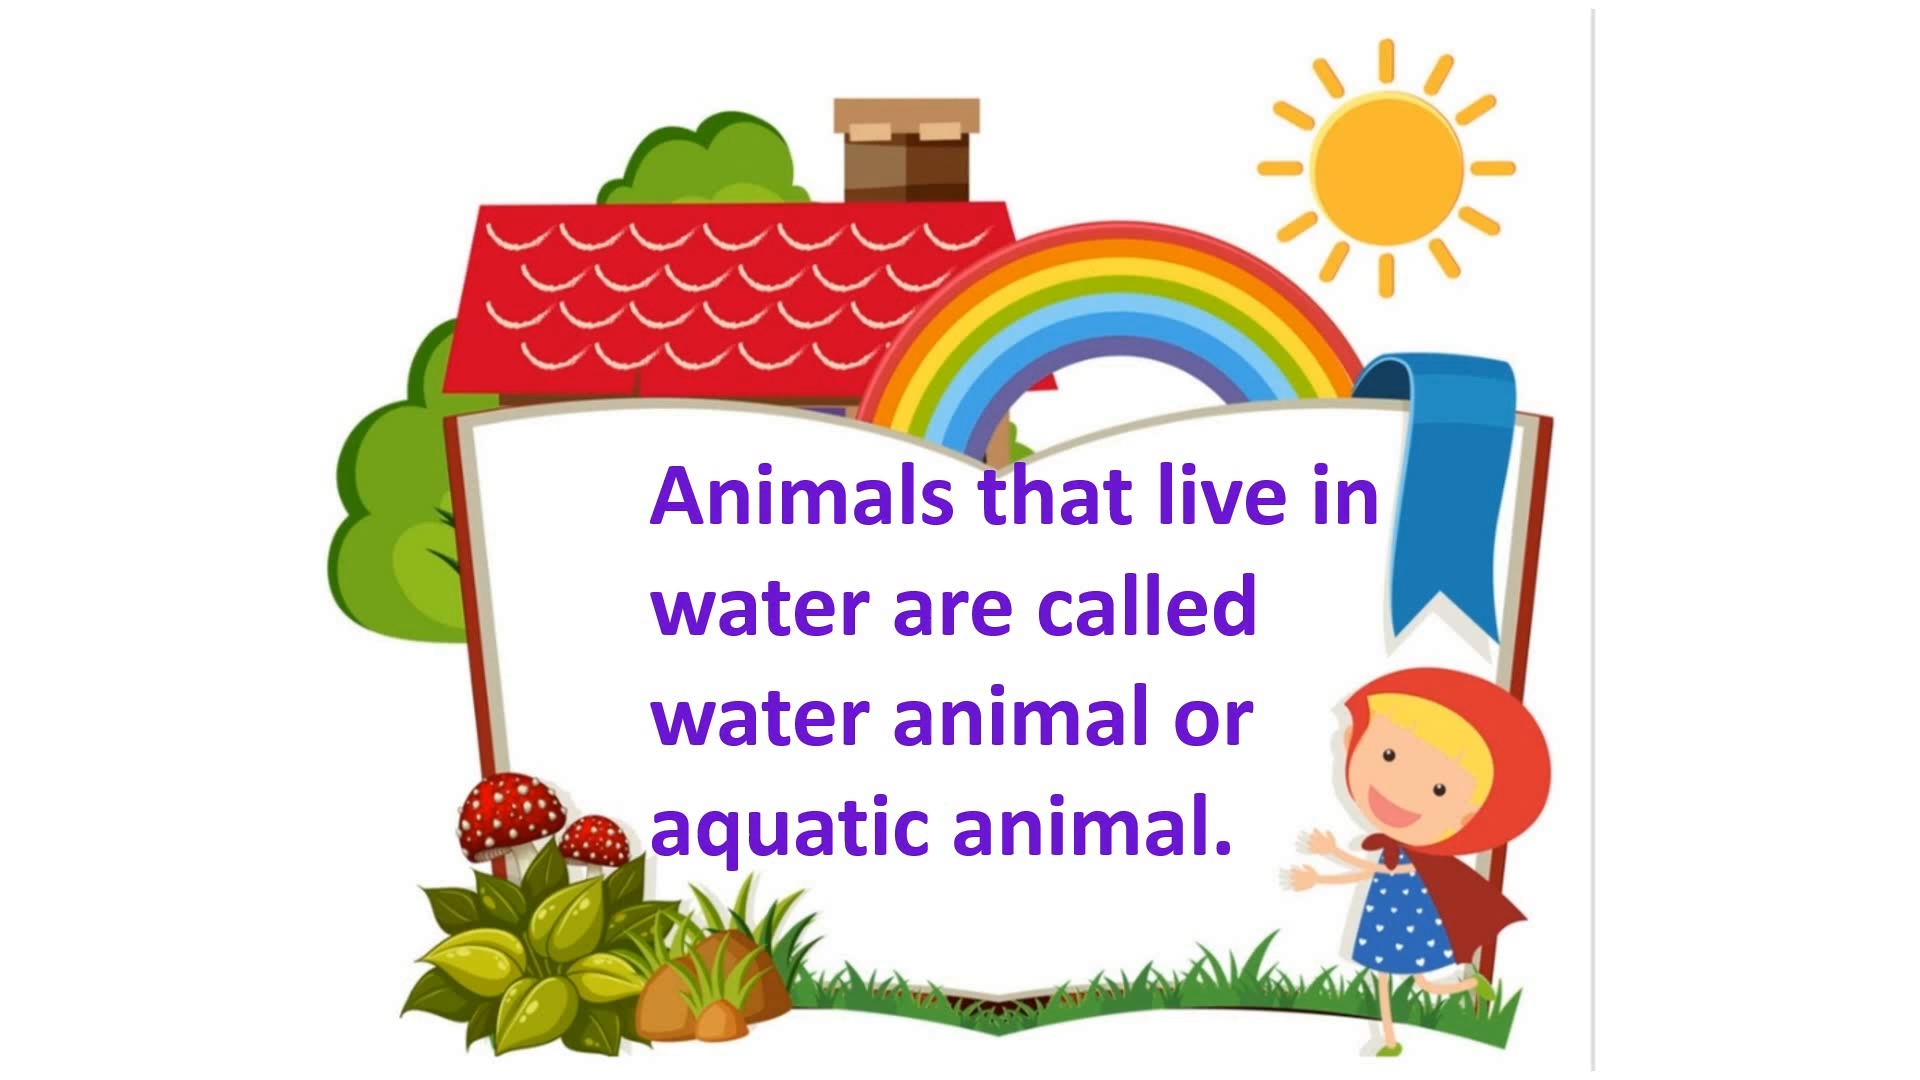 Animals that live in
water are called
water animal or
aquatic animal.